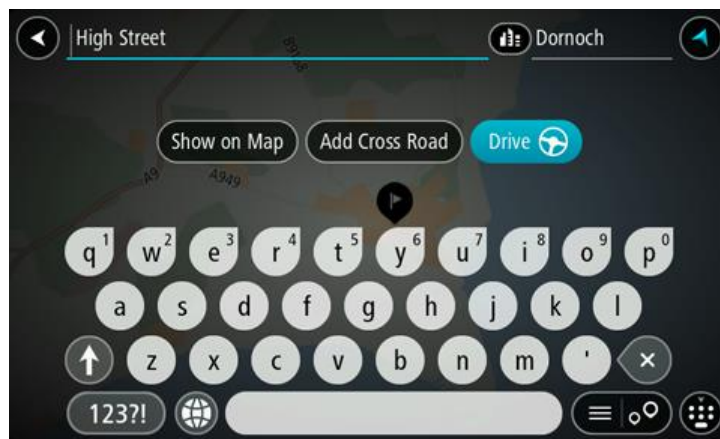 High Street Dornoch
B9168
Show on Map Add Cross Road Drive
A9 A949
q1 w2 e3 r4 t5 y6 u7 i8 o9 p0
a s d f g h j k l
z x c v b n m '
123?!